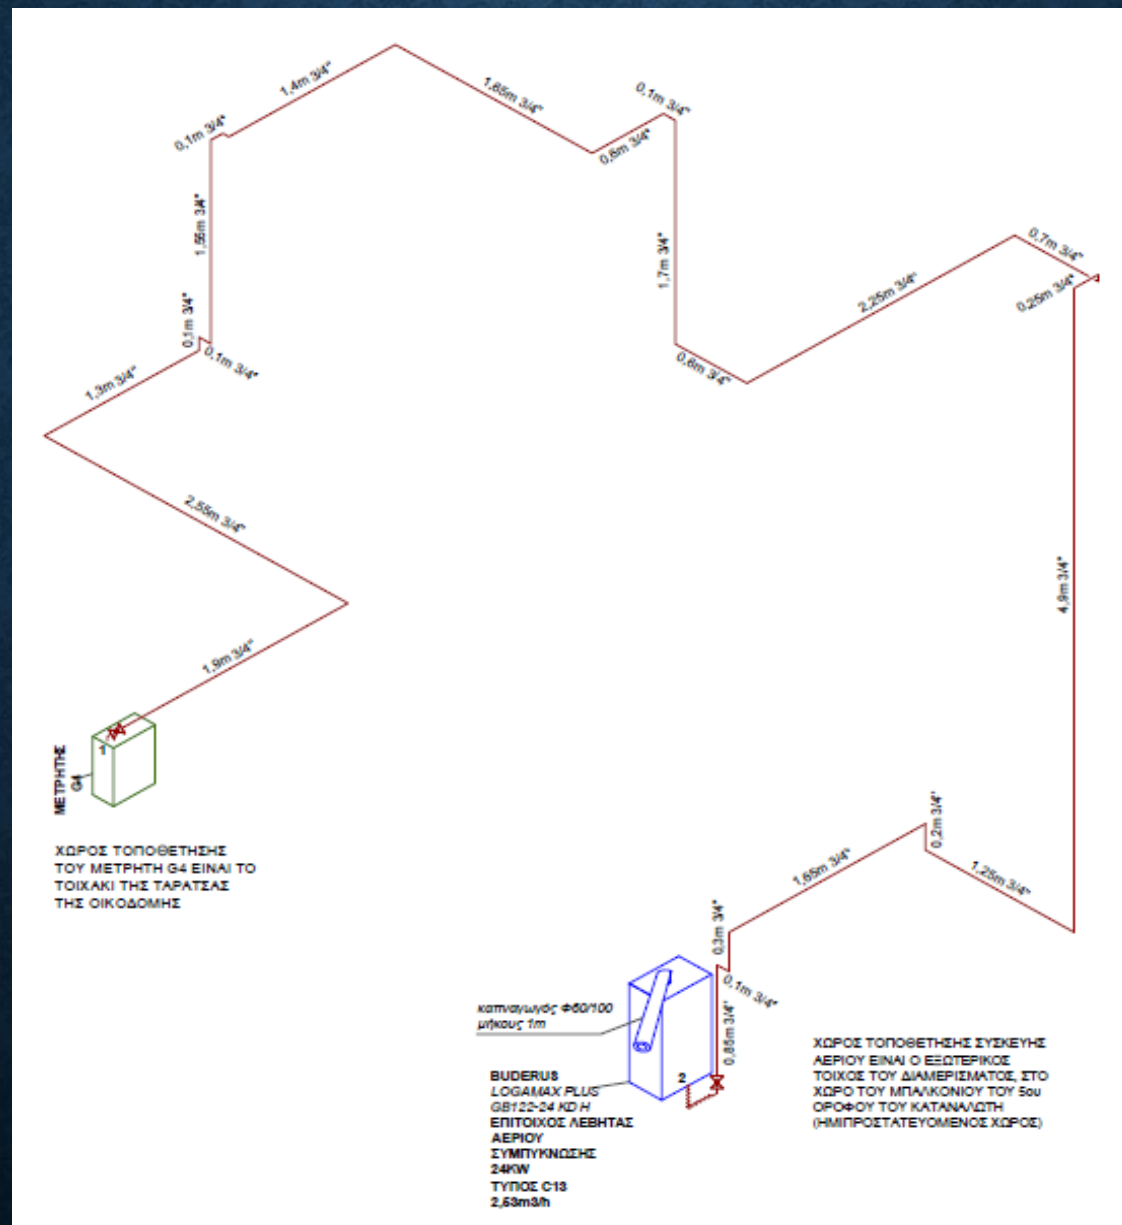 1,4m 3/4"
1,65m 3/4"
0,1m 3/4"
0,1m 3/4"
0,6m 3/4"
1,55m 3/4"
1,7m 3/4"
0,7m 3/4"
2,25m 3/4"
0,25m 3/4"
0,1m 3/4"
0,1m 3/4"
0,6m 3/4"
1,3m 3/4"
2,55m 3/4"
4,9m 3/4"
1,9m 3/4"
1
ΜΕΤΡΗΤΗΣ
G4
ΧΩΡΟΣ ΤΟΠΟΘΕΤΗΣΗΣ
ΤΟΥ ΜΕΤΡΗΤΗ G4 ΕΙΝΑΙ ΤΟ
ΤΟΙΧΑΚΙ ΤΗΣ ΤΑΡΑΤΣΑΣ
ΤΗΣ ΟΙΚΟΔΟΜΗΣ
0,2m 3/4"
1,65m 3/4"
1,25m 3/4"
0,3m 3/4"
0,1m 3/4"
0,85m 3/4"
καπναγωγός Φ60/100
μήκους 1m
2
BUDERUS
LOGAMAX PLUS
GB122-24 KD H
ΕΠΙΤΟΙΧΟΣ ΛΕΒΗΤΑΣ
ΑΕΡΙΟΥ
ΣΥΜΠΥΚΝΩΣΗΣ
24KW
ΤΥΠΟΣ C13
2,53m3/h
ΧΩΡΟΣ ΤΟΠΟΘΕΤΗΣΗΣ ΣΥΣΚΕΥΗΣ
ΑΕΡΙΟΥ ΕΙΝΑΙ Ο ΕΞΩΤΕΡΙΚΟΣ
ΤΟΙΧΟΣ ΤΟΥ ΔΙΑΜΕΡΙΣΜΑΤΟΣ, ΣΤΟ
ΧΩΡΟ ΤΟΥ ΜΠΑΛΚΟΝΙΟΥ ΤΟΥ 5ου
ΟΡΟΦΟΥ ΤΟΥ ΚΑΤΑΝΑΛΩΤΗ
(ΗΜΙΠΡΟΣΤΑΤΕΥΟΜΕΝΟΣ ΧΩΡΟΣ)